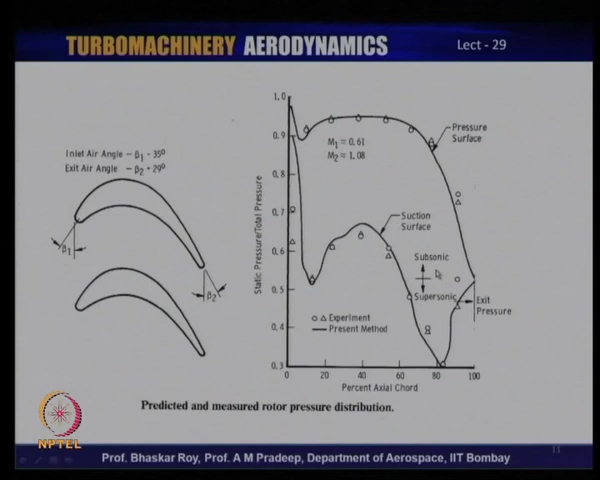 TURBOMACHINERY AERODYNAMICS
Lect - 29
Inlet Air Angle - β1 - 35º
Exit Air Angle - β2 - 29º
β1
β2
Static Pressure/Total Pressure
1.0
0.9
0.8
0.7
0.6
0.5
0.4
0.3
M1 = 0.61
M2 = 1.08
Pressure
Surface
Suction
Surface
Subsonic
Supersonic
Exit
Pressure
Experiment
Present Method
0 20 40 60 80 100
Percent Axial Chord
Predicted and measured rotor pressure distribution.
NPTEL
Prof. Bhaskar Roy, Prof. A M Pradeep, Department of Aerospace, IIT Bombay
11